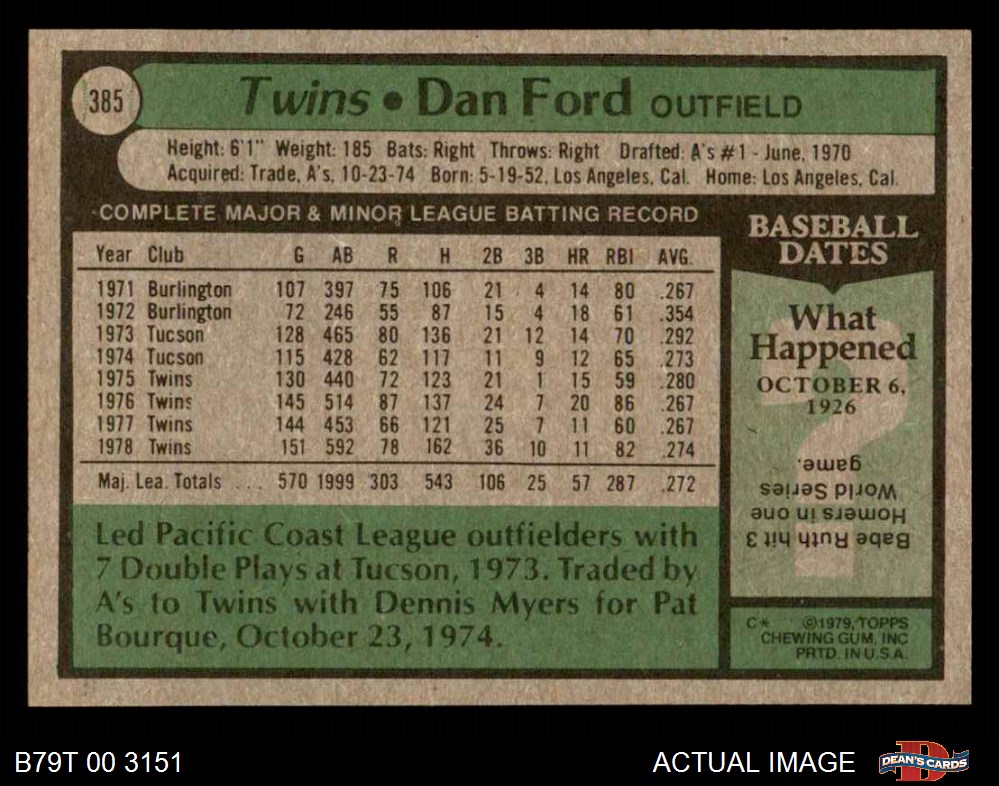 385
Twins • Dan Ford OUTFIELD
Height: 6'1" Weight: 185 Bats: Right Throws: Right Drafted: A's #1 - June, 1970
Acquired: Trade, A's, 10-23-74 Born: 5-19-52, Los Angeles, Cal. Home: Los Angeles, Cal.
COMPLETE MAJOR & MINOR LEAGUE BATTING RECORD
Year Club G AB R H 2B 3B HR RBI AVG.
1971 Burlington 107 397 75 106 21 4 14 80 .267
1972 Burlington 72 246 55 87 15 4 18 61 .354
1973 Tucson 128 465 80 136 21 12 14 70 .292
1974 Tucson 115 428 62 117 11 9 12 65 .273
1975 Twins 130 440 72 123 21 1 15 59 .280
1976 Twins 145 514 87 137 24 7 20 86 .267
1977 Twins 144 453 66 121 25 7 11 60 .267
1978 Twins 151 592 78 162 36 10 11 82 .274
Maj. Lea. Totals ... 570 1999 303 543 106 25 57 287 .272
Led Pacific Coast League outfielders with
7 Double Plays at Tucson, 1973. Traded by
A's to Twins with Dennis Myers for Pat
Bourque, October 23, 1974.
BASEBALL
DATES
What
Happened
OCTOBER 6,
1926
?
Babe Ruth hit 3
Homers in one
World Series
game.
C* ©1979, TOPPS
CHEWING GUM, INC
PRTD. IN U.S.A.
B79T 00 3151
ACTUAL IMAGE
D
DEAN'S CARDS